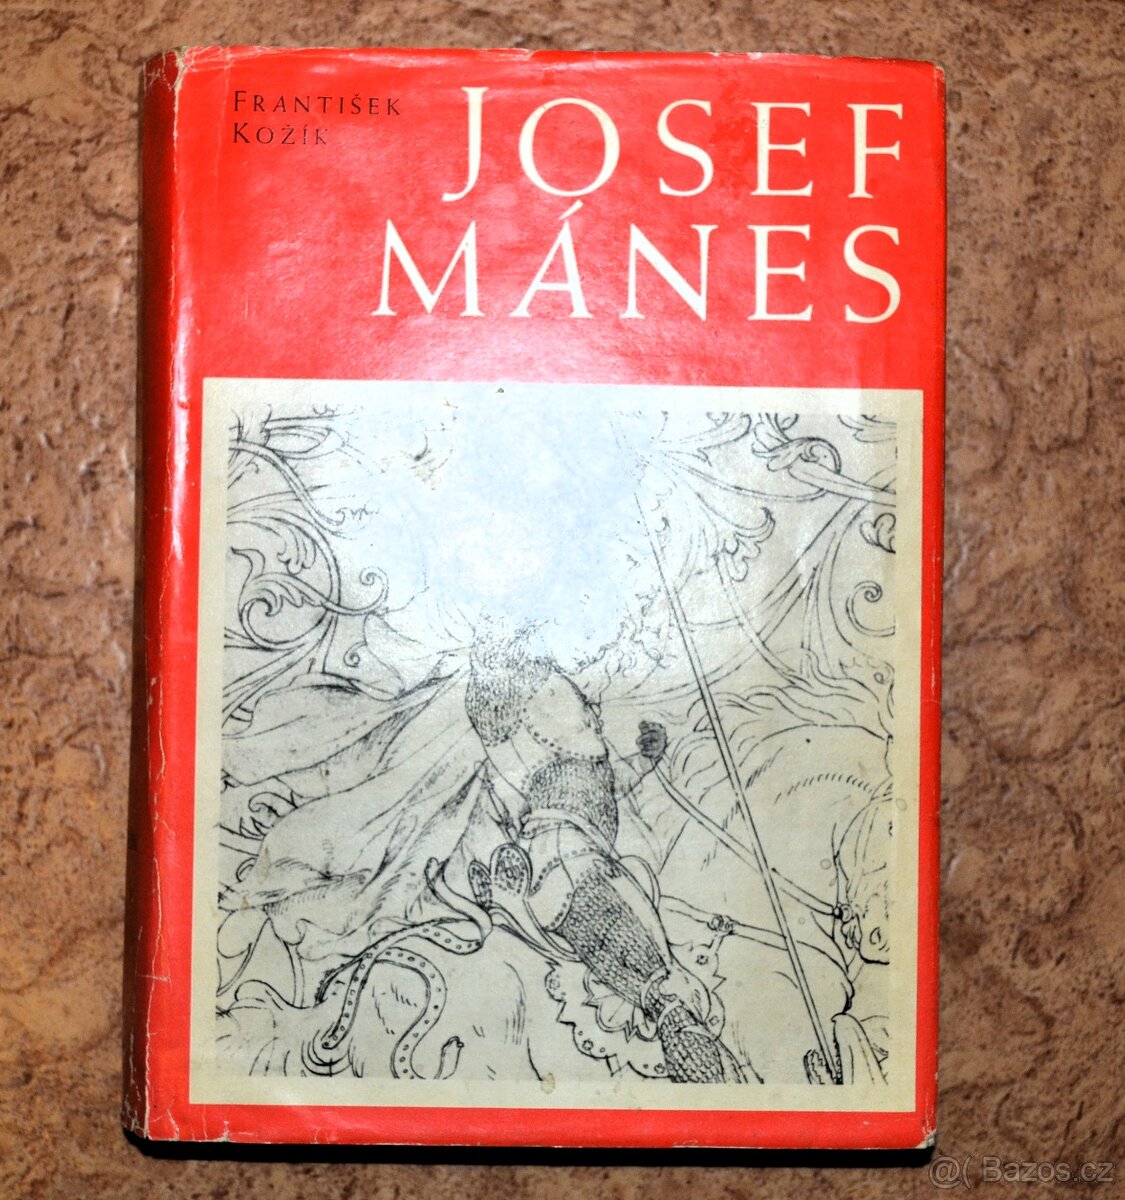 FRANTIŠEK
KOŽÍK
JOSEF
MÁNES
@( Bazos.cz